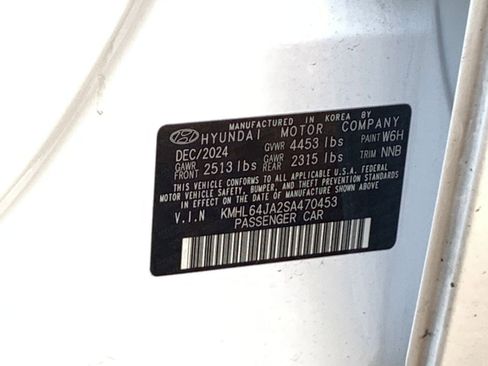 MANUFACTURED IN KOREA BY
HYUNDAI MOTOR COMPANY
DEC/2024 GVWR 4453 lbs PAINT W6H
GAWR FRONT 2513 lbs GAWR REAR 2315 lbs TRIM NNB
THIS VEHICLE CONFORMS TO ALL APPLICABLE U.S.A. FEDERAL
MOTOR VEHICLE SAFETY, BUMPER, AND THEFT PREVENTION
STANDARDS IN EFFECT ON THE DATE OF MANUFACTURE SHOWN ABOVE.
V.I.N KMHL64JA2SA470453
PASSENGER CAR